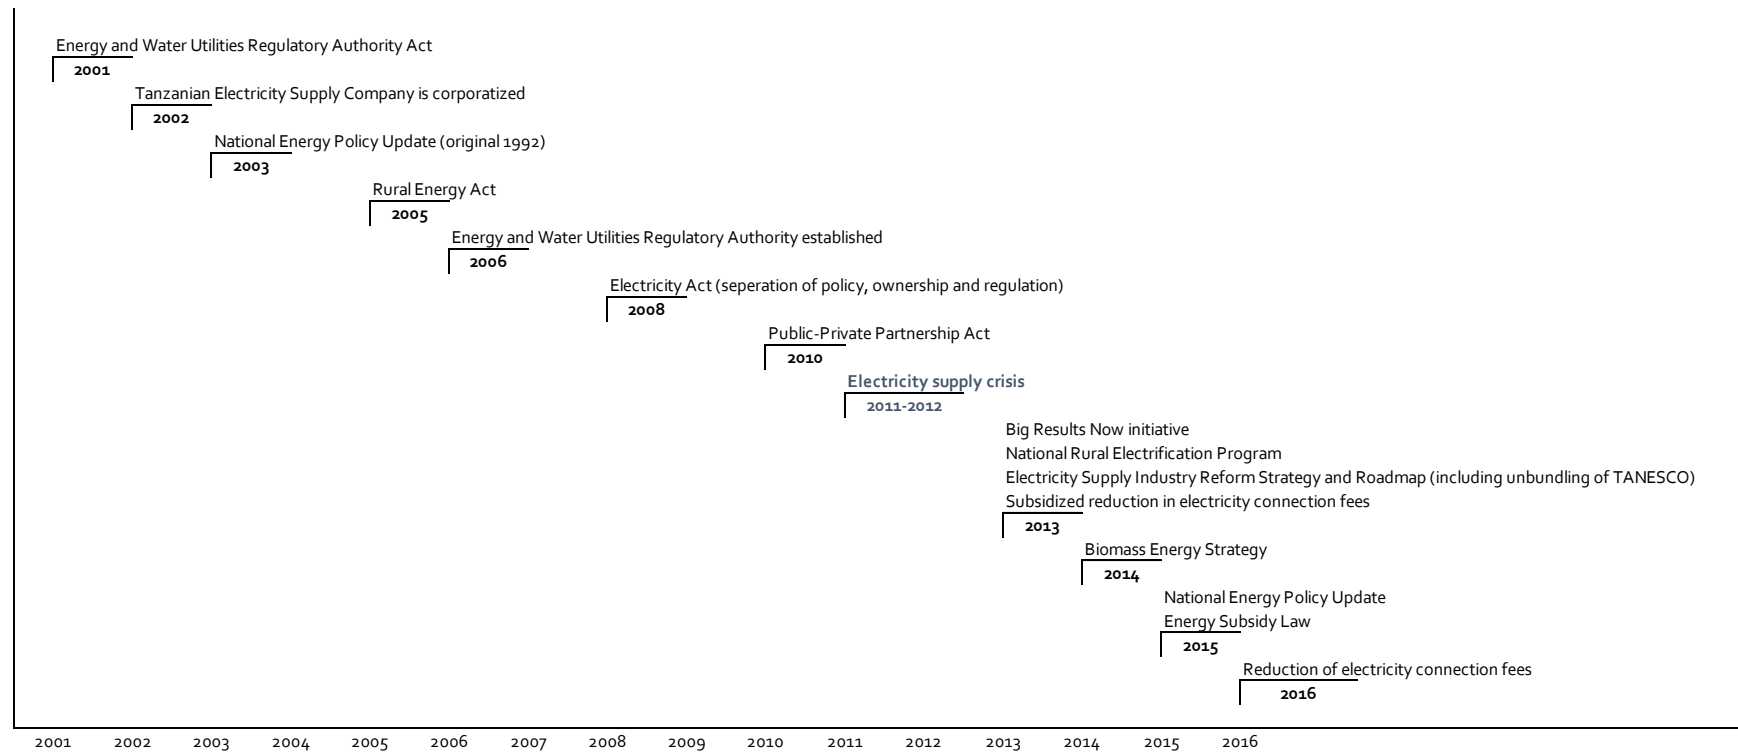 Energy and Water Utilities Regulatory Authority Act
2001
Tanzanian Electricity Supply Company is corporatized
2002
National Energy Policy Update (original 1992)
2003
Rural Energy Act
2005
Energy and Water Utilities Regulatory Authority established
2006
Electricity Act (seperation of policy, ownership and regulation)
2008
Public-Private Partnership Act
2010
Electricity supply crisis
2011-2012
Big Results Now initiative
National Rural Electrification Program
Electricity Supply Industry Reform Strategy and Roadmap (including unbundling of TANESCO)
Subsidized reduction in electricity connection fees
2013
Biomass Energy Strategy
2014
National Energy Policy Update
Energy Subsidy Law
2015
Reduction of electricity connection fees
2016
2001 2002 2003 2004 2005 2006 2007 2008 2009 2010 2011 2012 2013 2014 2015 2016